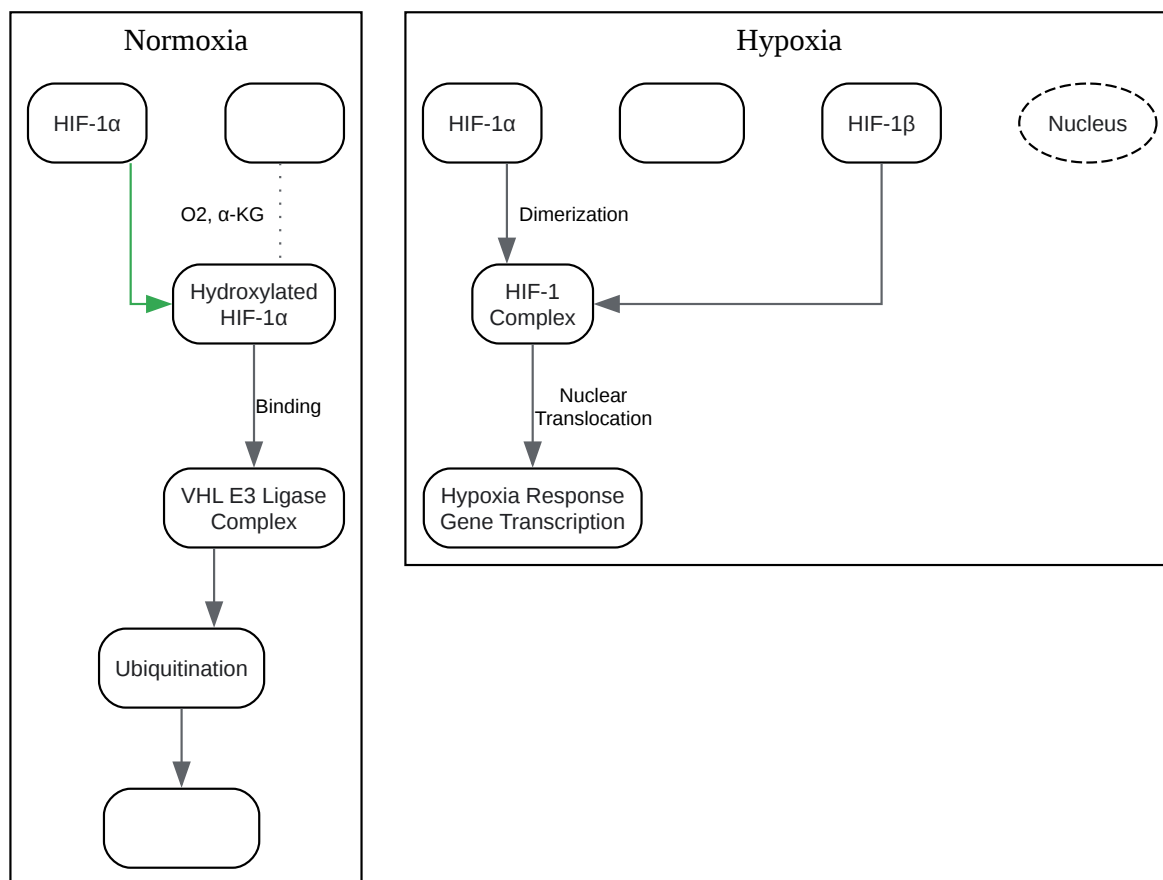 Normoxia
HIF-1α
O2, α-KG
Hydroxylated
HIF-1α
Binding
VHL E3 Ligase
Complex
Ubiquitination
Hypoxia
HIF-1α
HIF-1β
Nucleus
Dimerization
HIF-1
Complex
Nuclear
Translocation
Hypoxia Response
Gene Transcription